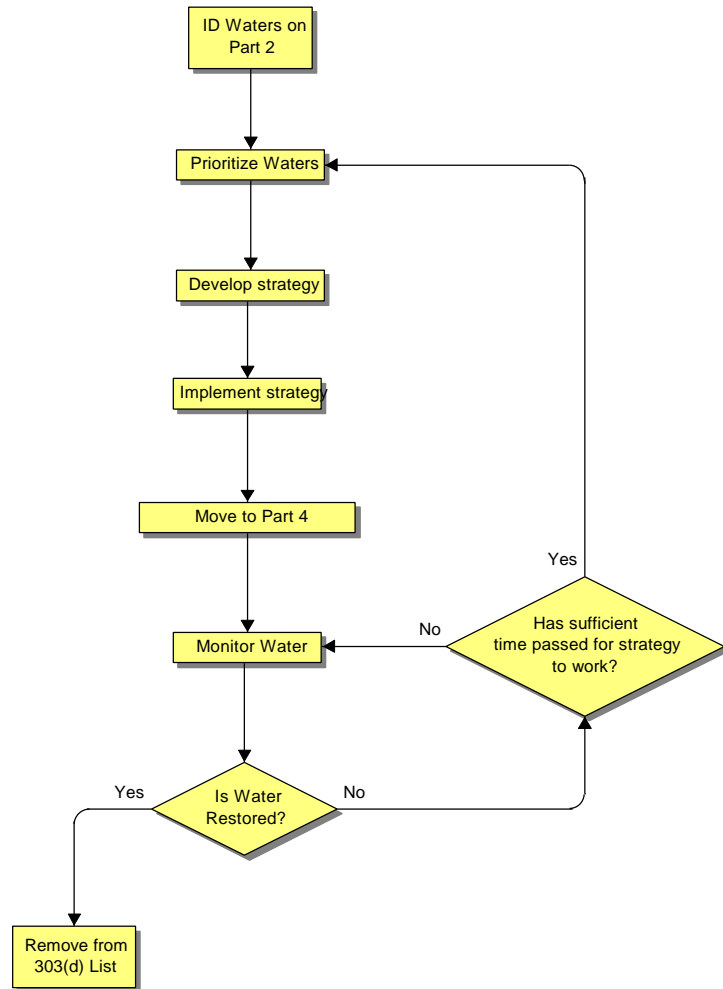 ID Waters on
Part 2
Prioritize Waters
Develop strategy
Implement strategy
Move to Part 4
Yes
Has sufficient
time passed for strategy
to work?
No
Monitor Water
Yes
Is Water
Restored?
No
Remove from
303(d) List